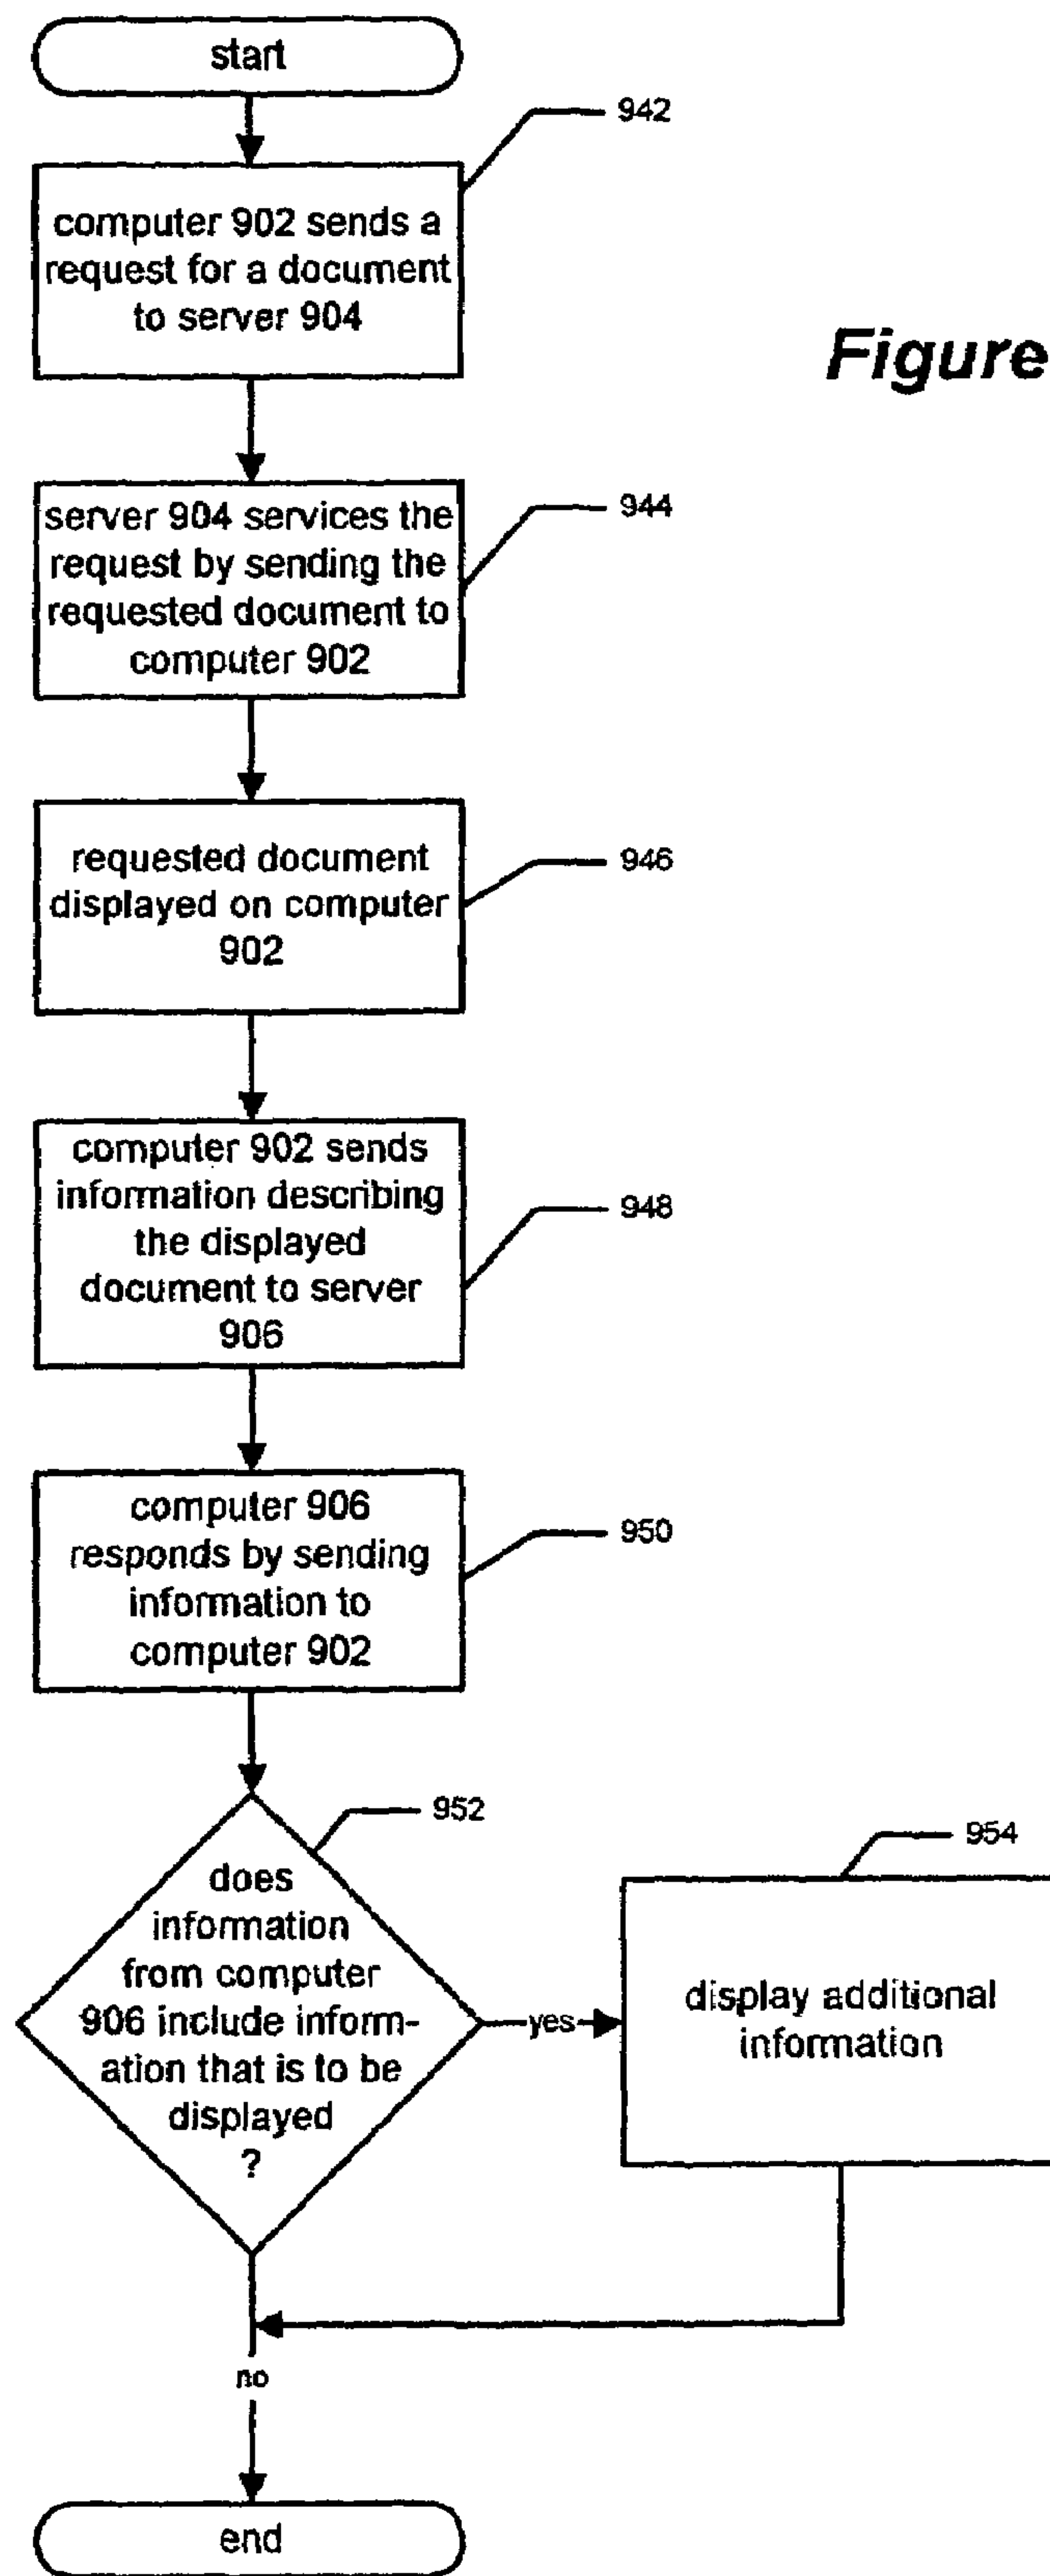 start
942
computer 902 sends a
request for a document
to server 904
Figure
server 904 services the
request by sending the
requested document to
computer 902
944
requested document
displayed on computer
902
946
computer 902 sends
information describing
the displayed
document to server
906
948
computer 906
responds by sending
information to
computer 902
950
952
does
information
from computer
906 include inform-
ation that is to be
displayed
?
yes
954
display additional
information
no
end